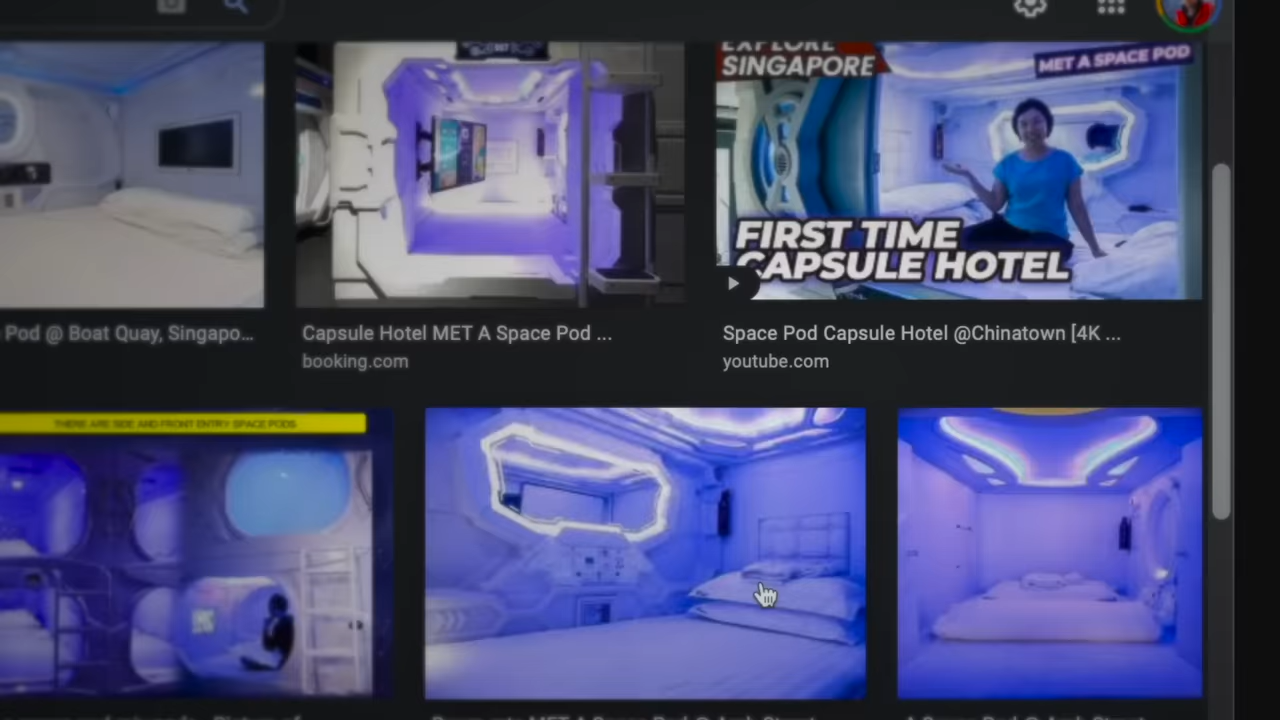 EXPLORE
SINGAPORE
MET A SPACE POD
FIRST TIME
CAPSULE HOTEL
Pod @ Boat Quay, Singapo...
Capsule Hotel MET A Space Pod ...
booking.com
Space Pod Capsule Hotel @Chinatown [4K ...
youtube.com
THERE ARE SIDE AND FRONT ENTRY SPACE PODS